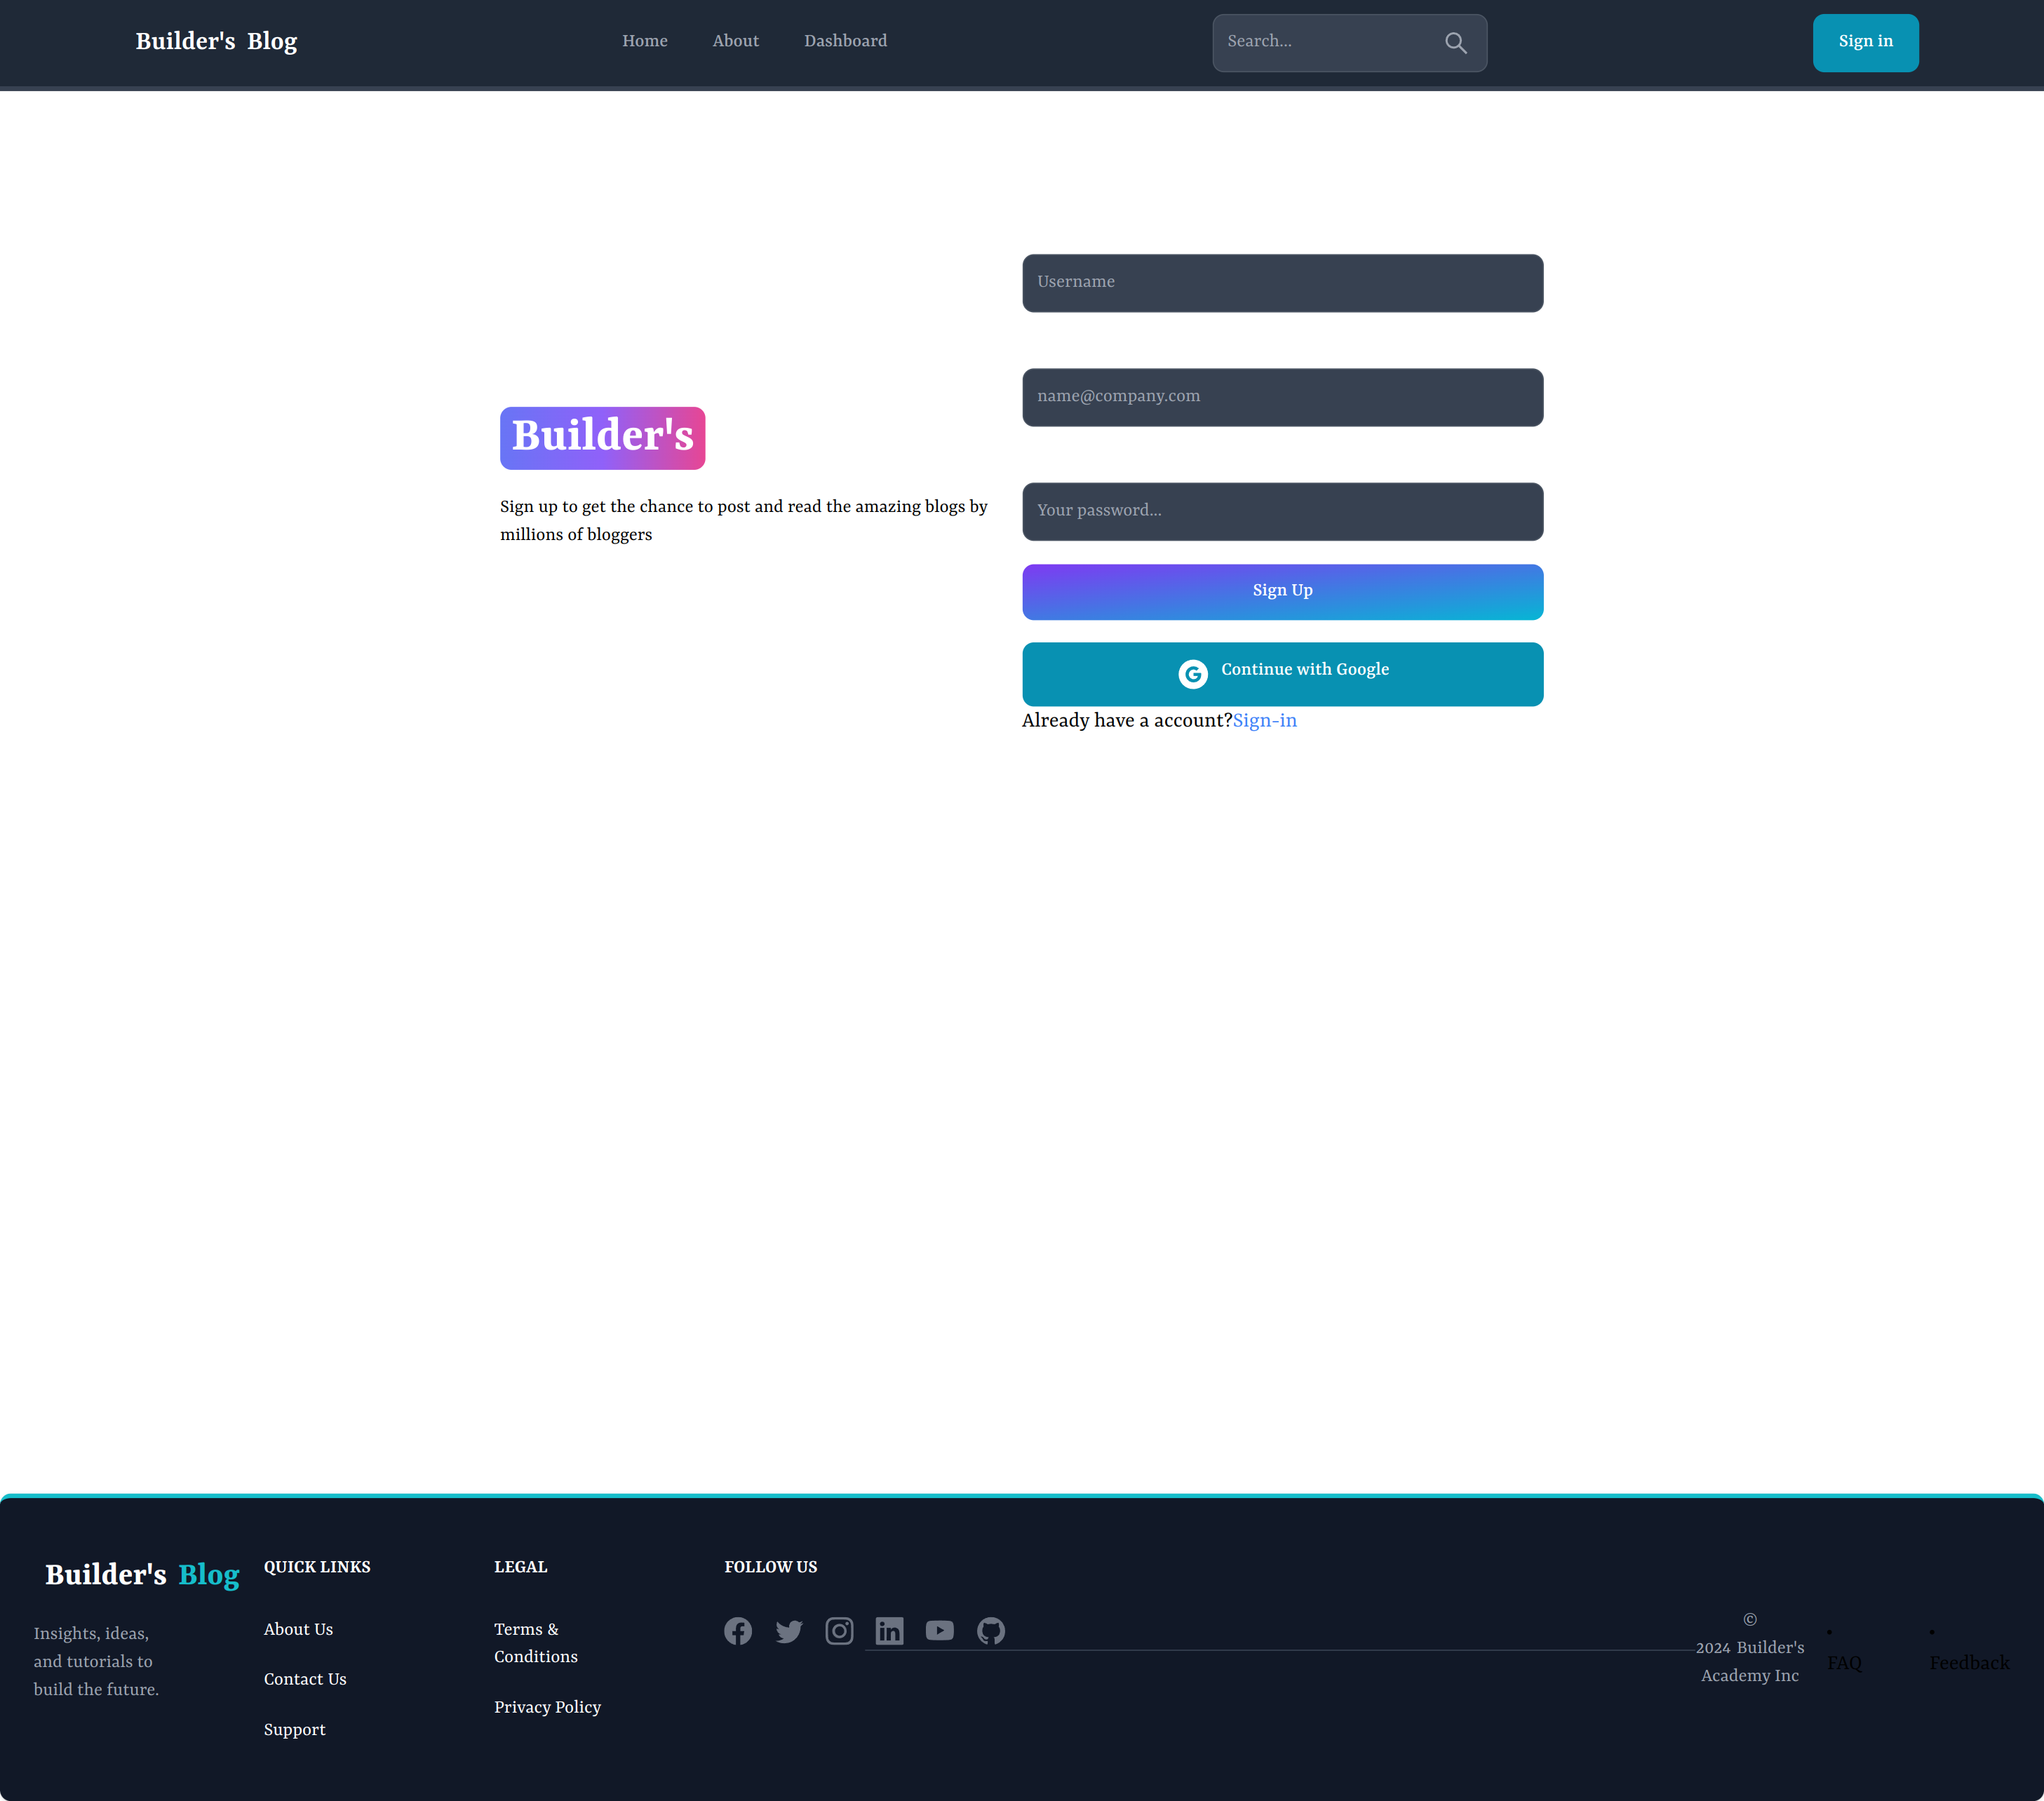 Builder's Blog
Home About Dashboard
Search...
Sign in
Builder's
Sign up to get the chance to post and read the amazing blogs by
millions of bloggers
Username
name@company.com
Your password...
Sign Up
Continue with Google
Already have a account?Sign-in
Builder's Blog
Insights, ideas,
and tutorials to
build the future.
QUICK LINKS
About Us
Contact Us
Support
LEGAL
Terms &
Conditions
Privacy Policy
FOLLOW US
©
2024 Builder's
Academy Inc
FAQ
Feedback